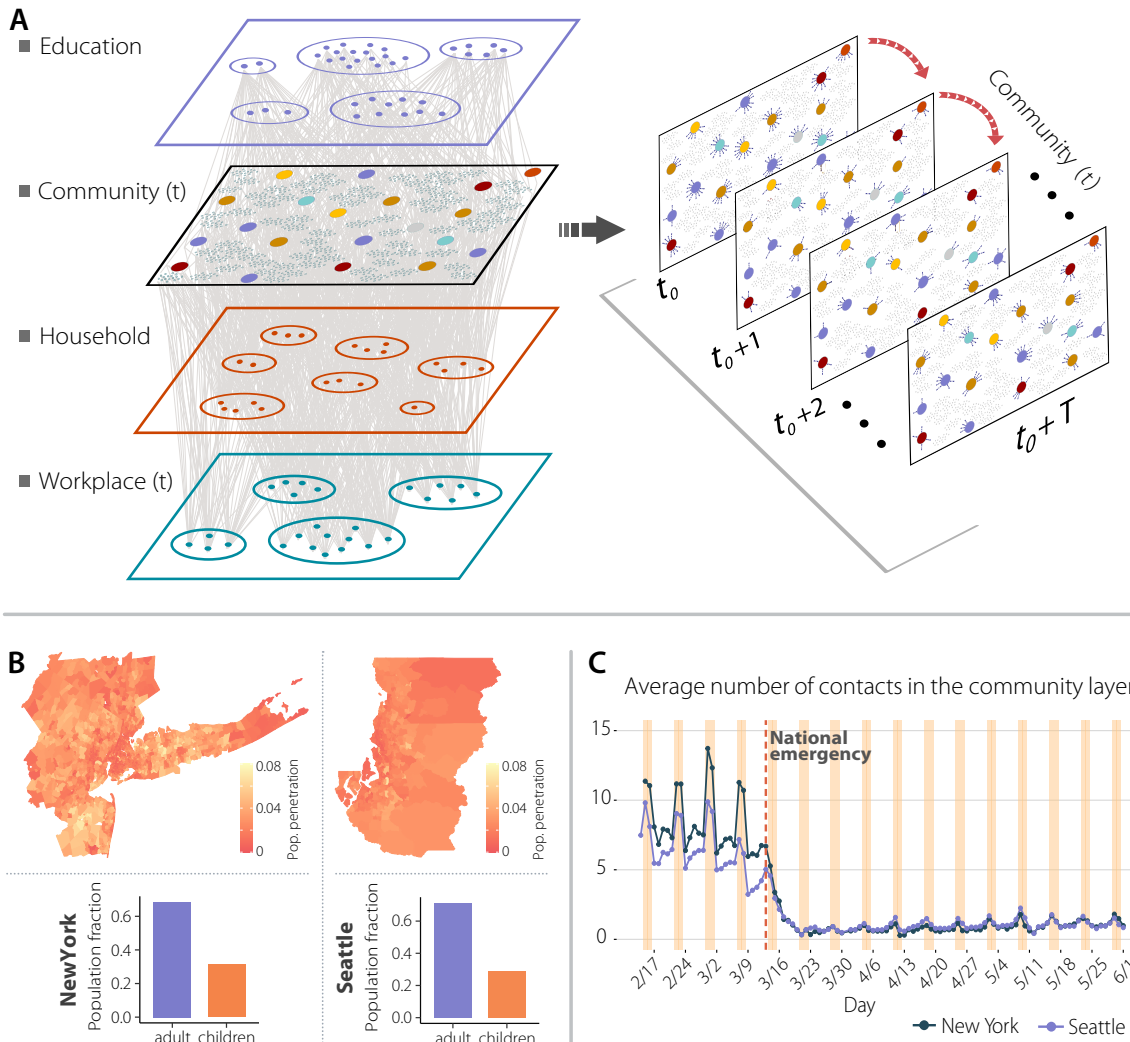 A
Education
Community (t)
Household
Workplace (t)
Community (t)
t0
t0+1
t0+2
t0+T
B
0.08
0.04
0
Pop. penetration
0.08
0.04
0
Pop. penetration
NewYork
Population fraction
0.6
0.4
0.2
0.0
adult children
Seattle
Population fraction
0.6
0.4
0.2
0.0
adult children
C
Average number of contacts in the community layer
National
emergency
15
10
5
0
2/17 2/24 3/2 3/9 3/16 3/23 3/30 4/6 4/13 4/20 4/27 5/4 5/11 5/18 5/25 6/1
Day
New York Seattle